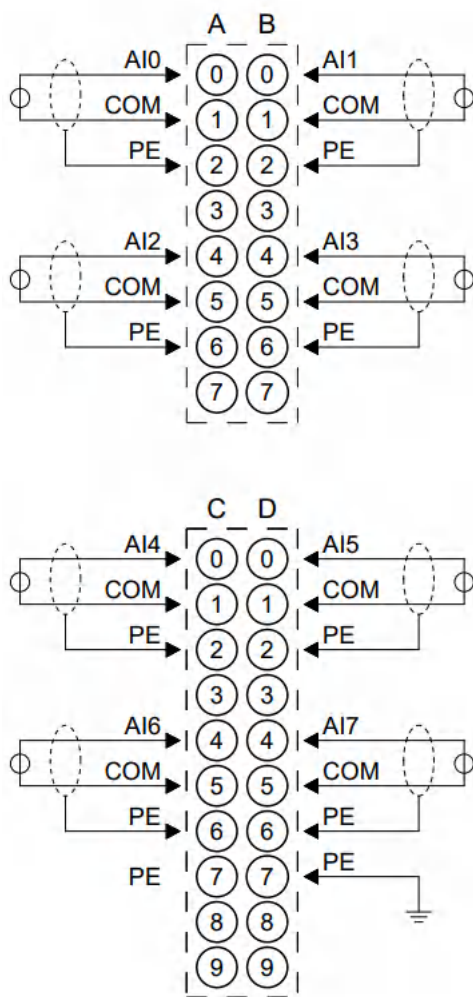 A B
AI0 0 0 AI1
COM 1 1 COM
PE 2 2 PE
3 3
AI2 4 4 AI3
COM 5 5 COM
PE 6 6 PE
7 7
C D
AI4 0 0 AI5
COM 1 1 COM
PE 2 2 PE
3 3
AI6 4 4 AI7
COM 5 5 COM
PE 6 6 PE
PE 7 7 PE
8 8
9 9